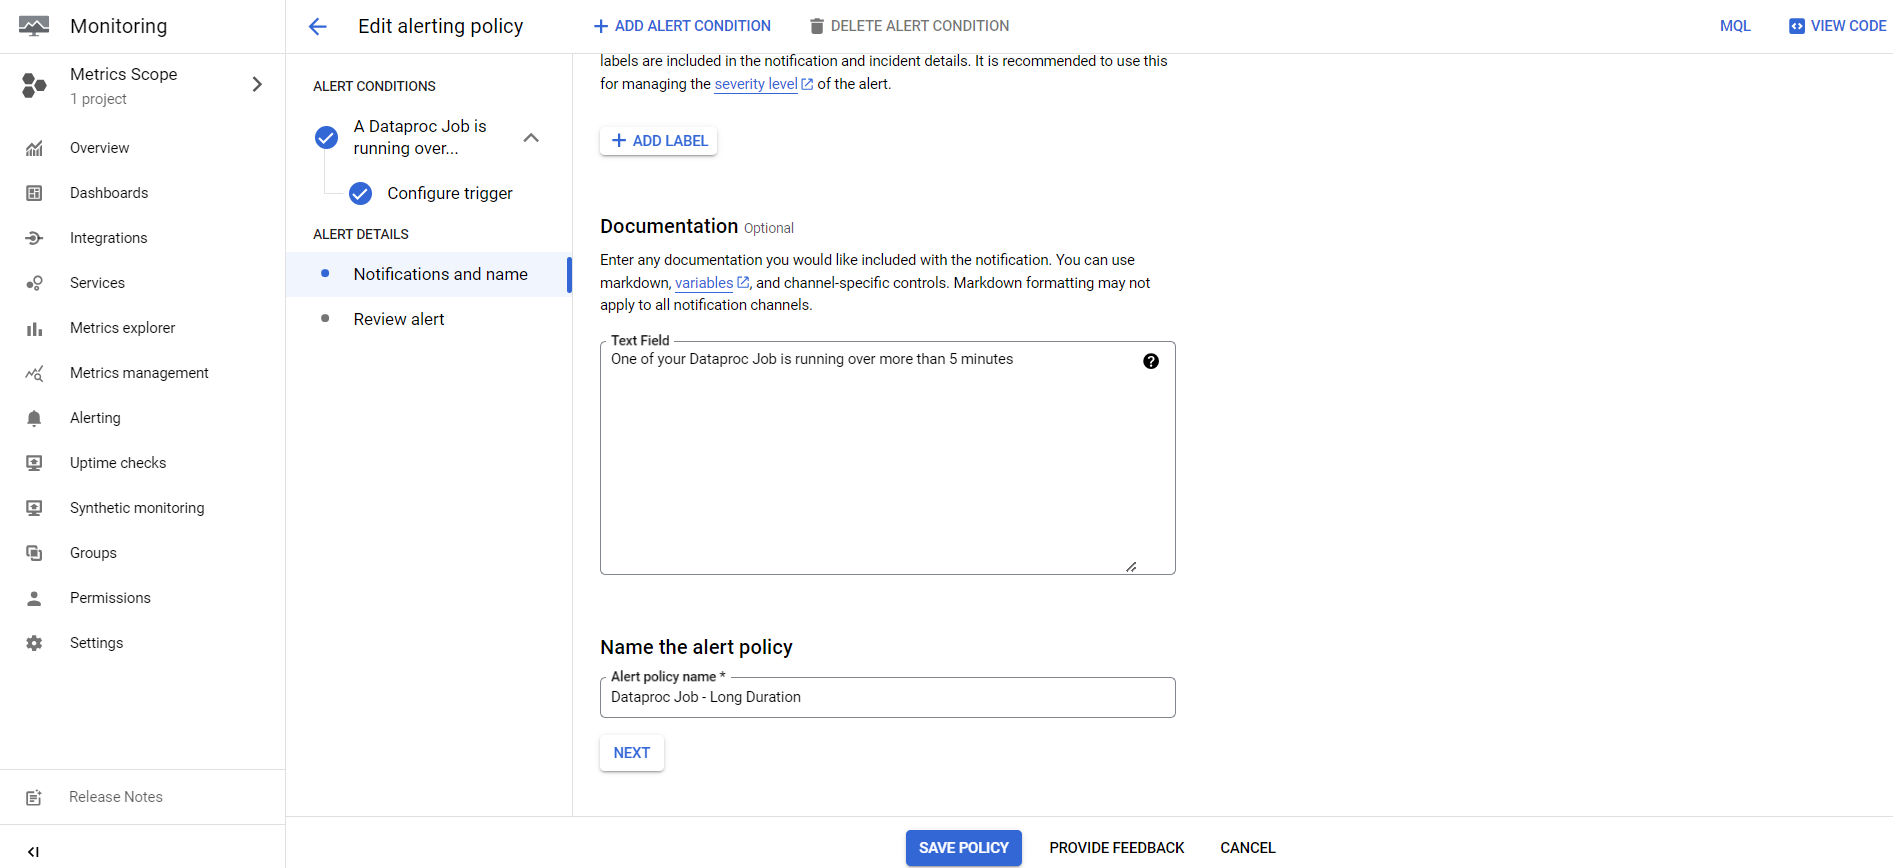 Monitoring
Edit alerting policy
ADD ALERT CONDITION
DELETE ALERT CONDITION
MQL
VIEW CODE
Metrics Scope
1 project
Overview
Dashboards
Integrations
Services
Metrics explorer
Metrics management
Alerting
Uptime checks
Synthetic monitoring
Groups
Permissions
Settings
Release Notes
ALERT CONDITIONS
A Dataproc Job is
running over...
Configure trigger
ALERT DETAILS
Notifications and name
Review alert
labels are included in the notification and incident details. It is recommended to use this
for managing the severity level of the alert.
ADD LABEL
Documentation Optional
Enter any documentation you would like included with the notification. You can use
markdown, variables, and channel-specific controls. Markdown formatting may not
apply to all notification channels.
Text Field
One of your Dataproc Job is running over more than 5 minutes
Name the alert policy
Alert policy name *
Dataproc Job - Long Duration
NEXT
SAVE POLICY
PROVIDE FEEDBACK
CANCEL